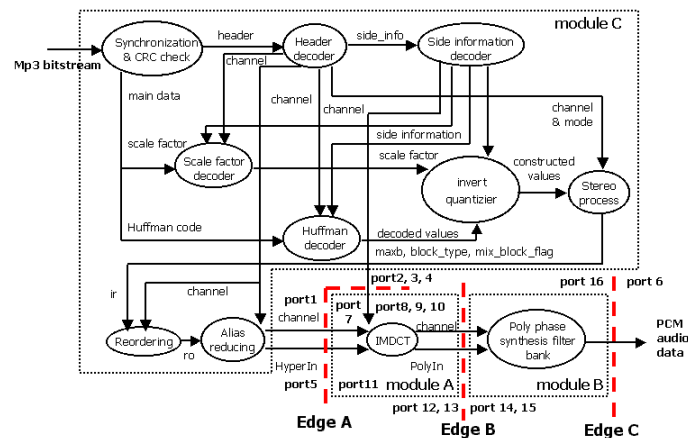 module C
Synchronization
& CRC check
header
Header
decoder
side_info
Side information
decoder
Mp3 bitstream
channel
channel
main data
channel
channel
channel
& mode
side information
scale factor
Scale factor
decoder
scale factor
constructed
values
invert
quantizier
Stereo
process
Huffman code
Huffman
decoder
decoded values
maxb, block_type, mix_block_flag,
port2, 3, 4
port 16
port 6
ir
channel
port1
port
7
port8, 9, 10
channel
channel
Reordering
ro
Alias
reducing
IMDCT
Poly phase
synthesis filter
bank
PCM
audio
data
HyperIn
PolyIn
port5
port11
module A
module B
port 12, 13
port 14, 15
Edge A
Edge B
Edge C